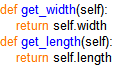 def get_width(self):
    return self.width
def get_length(self):
    return self.length